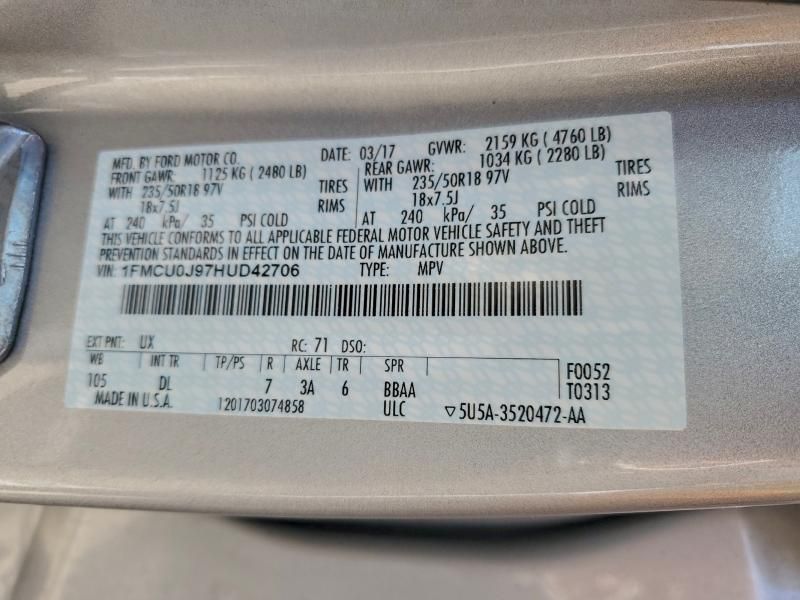 MFD. BY FORD MOTOR CO. DATE: 03/17 GVWR: 2159 KG ( 4760 LB)
FRONT GAWR: 1125 KG ( 2480 LB) REAR GAWR: 1034 KG ( 2280 LB)
WITH 235/50R18 97V TIRES WITH 235/50R18 97V TIRES
18x7.5J RIMS 18x7.5J RIMS
AT 240 kPa/ 35 PSI COLD AT 240 kPa/ 35 PSI COLD
THIS VEHICLE CONFORMS TO ALL APPLICABLE FEDERAL MOTOR VEHICLE SAFETY AND THEFT
PREVENTION STANDARDS IN EFFECT ON THE DATE OF MANUFACTURE SHOWN ABOVE.
VIN: 1FMCU0J97HUD42706 TYPE: MPV
EXT PNT: UX RC: 71 DSO:
WB INT TR TP/PS R AXLE TR SPR F0052
105 DL 7 3A 6 BBAA T0313
MADE IN U.S.A. 1201703074858 ULC ▽5U5A-3520472-AA